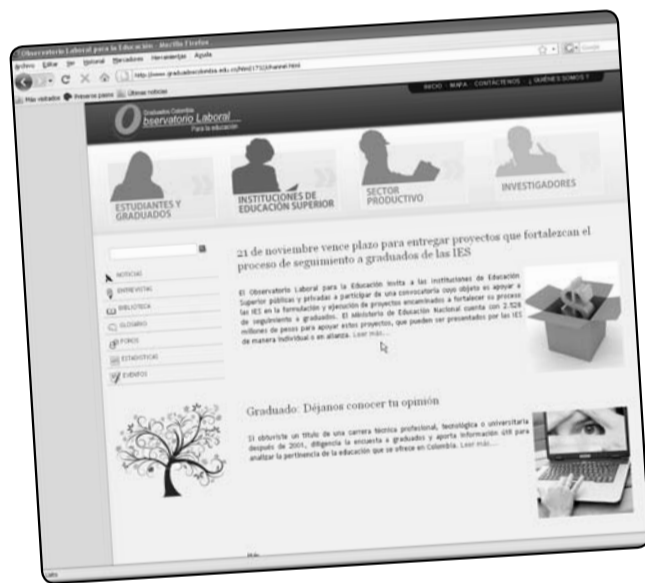 Observatorio Laboral para la Educación - Mozilla Firefox
Archivo Editar Ver Historial Marcadores Herramientas Ayuda
Más visitados Primeros pasos Últimas noticias
INICIO MAPA CONTÁCTENOS ¿ QUIÉNES SOMOS ?
Graduados Colombia
Observatorio Laboral
Para la educación
ESTUDIANTES Y
GRADUADOS
INSTITUCIONES DE
EDUCACIÓN SUPERIOR
SECTOR
PRODUCTIVO
INVESTIGADORES
NOTICIAS
ENTREVISTAS
BIBLIOTECA
GLOSARIO
FOROS
ESTADÍSTICAS
EVENTOS
21 de noviembre vence plazo para entregar proyectos que fortalezcan el
proceso de seguimiento a graduados de las IES
El Observatorio Laboral para la Educación invita a las instituciones de Educación
Superior públicas y privadas a participar de una convocatoria cuyo objeto es apoyar a
las IES en la formulación y ejecución de proyectos encaminados a fortalecer su proceso
de seguimiento a graduados. El Ministerio de Educación Nacional cuenta con 2.528
millones de pesos para apoyar estos proyectos, que pueden ser presentados por las IES
de manera individual o en alianza. Leer más...
Graduado: Déjanos conocer tu opinión
Si obtuviste un título de una carrera técnica profesional, tecnológica o universitaria
después de 2001, diligencia la encuesta a graduados y aporta información útil para
analizar la pertinencia de la educación que se ofrece en Colombia. Leer más...